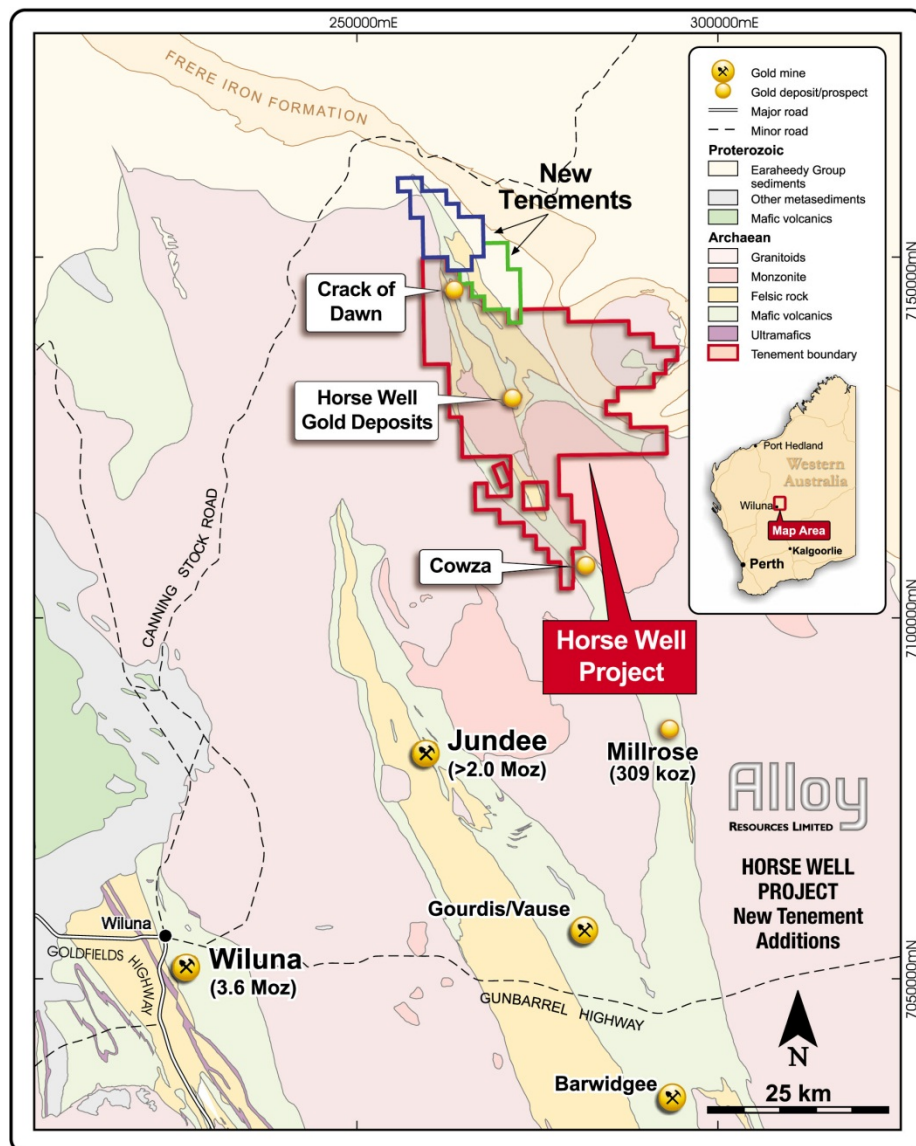 250000mE
300000mE
FRERE IRON FORMATION
New
Tenements
Crack of
Dawn
Horse Well
Gold Deposits
Cowza
Horse Well
Project
CANNING STOCK ROAD
7150000mN
7100000mN
7050000mN
Jundee
(>2.0 Moz)
Millrose
(309 koz)
Gourdis/Vause
Wiluna
Wiluna
(3.6 Moz)
GOLDFIELDS HIGHWAY
GUNBARREL HIGHWAY
Barwidgee
Gold mine
Gold deposit/prospect
Major road
Minor road
Proterozoic
Earaheedy Group
sediments
Other metasediments
Mafic volcanics
Archaean
Granitoids
Monzonite
Felsic rock
Mafic volcanics
Ultramafics
Tenement boundary
Port Hedland
Western
Australia
Wiluna
Map Area
Kalgoorlie
Perth
Alloy
RESOURCES LIMITED
HORSE WELL
PROJECT
New Tenement
Additions
N
25 km